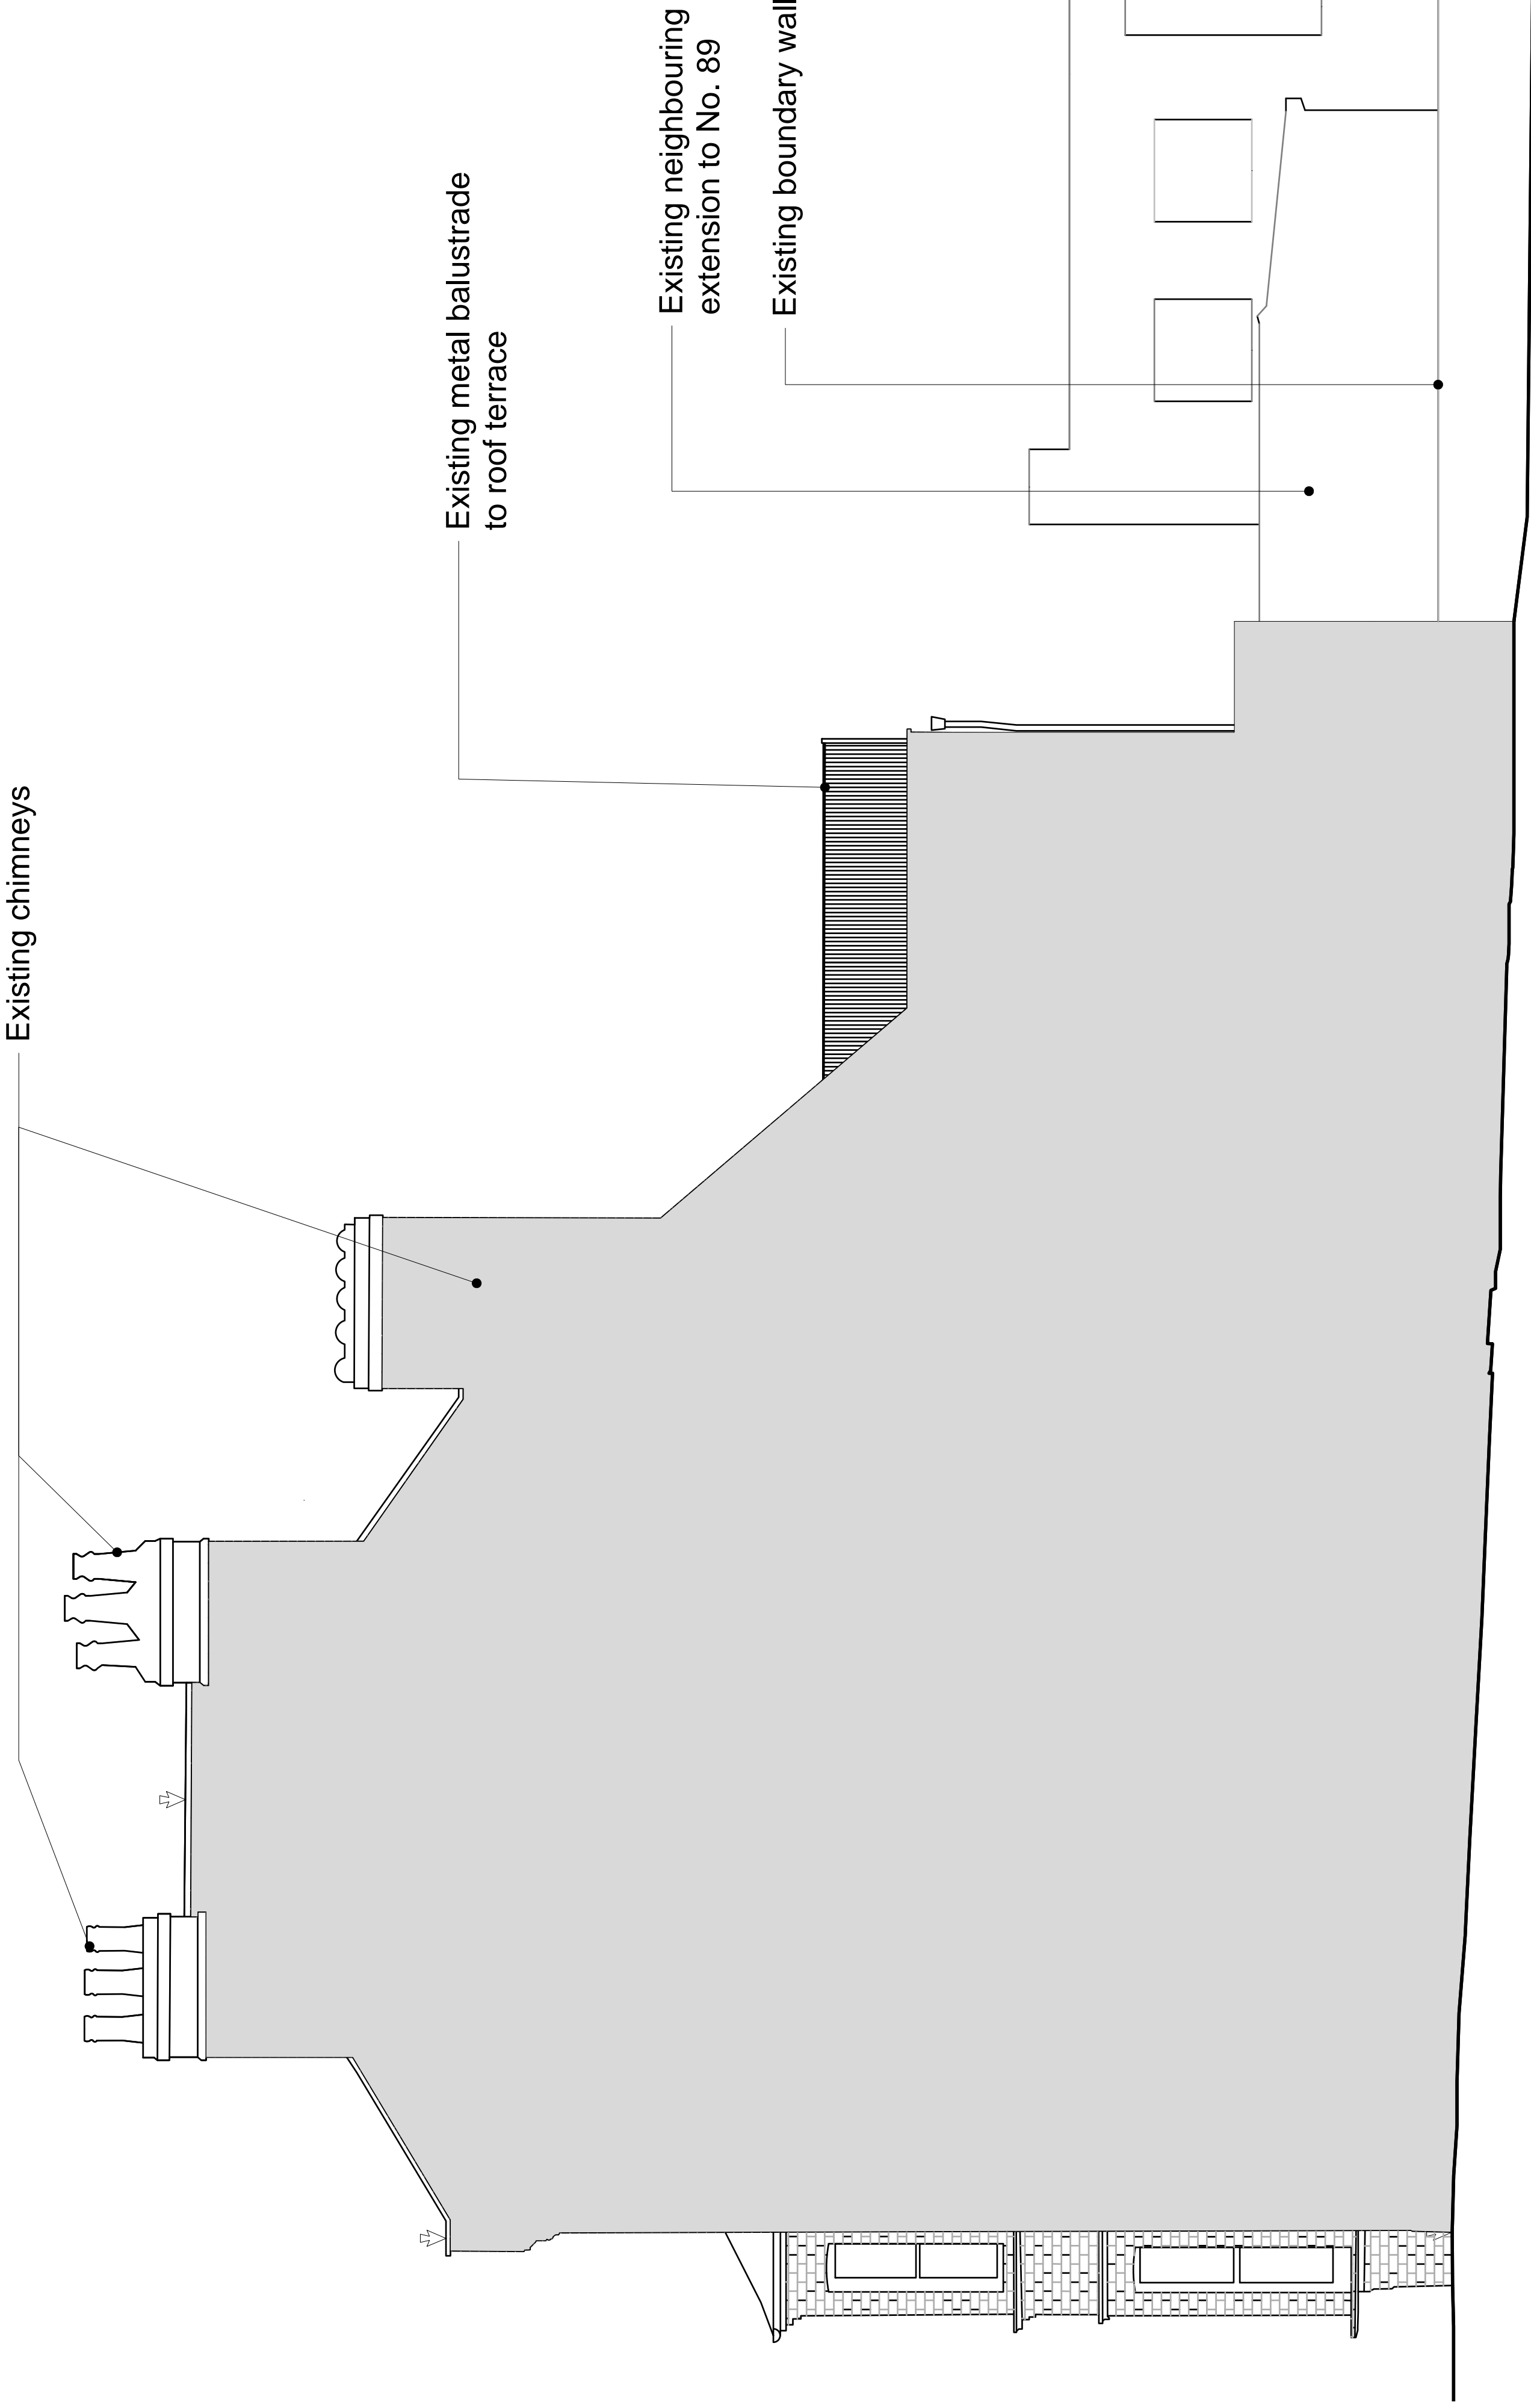 Existing chimneys
Existing metal balustrade
to roof terrace
Existing neighbouring
extension to No. 89
Existing boundary wall